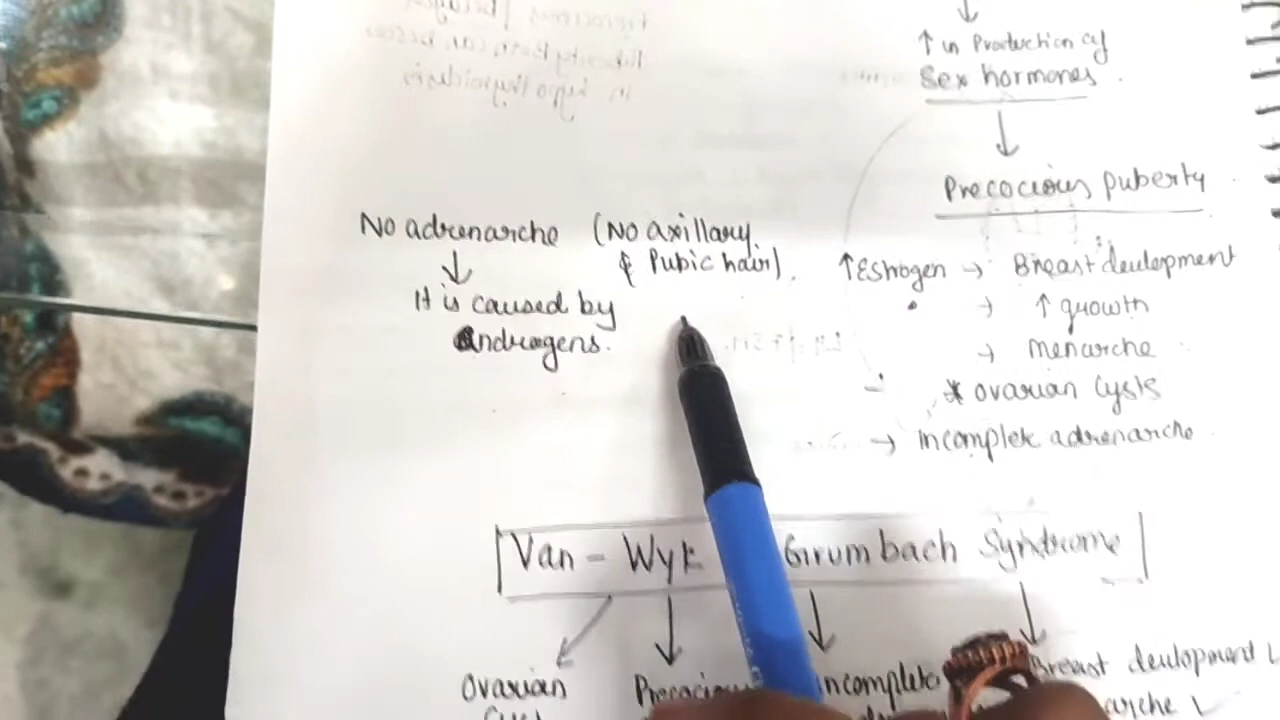 ↑ in Production of
Sex hormones.
↓
Precocious puberty
No adrenarche (No axillary
& Pubic hair).
↓
It is caused by
Androgens.
↑Estrogen → Breast development
→ ↑ growth
→ Menarche
* ovarian Cysts
→ incomplete adrenarche
Van - Wyk Grumbach Syndrome
Ovarian
incomplete
Breast development